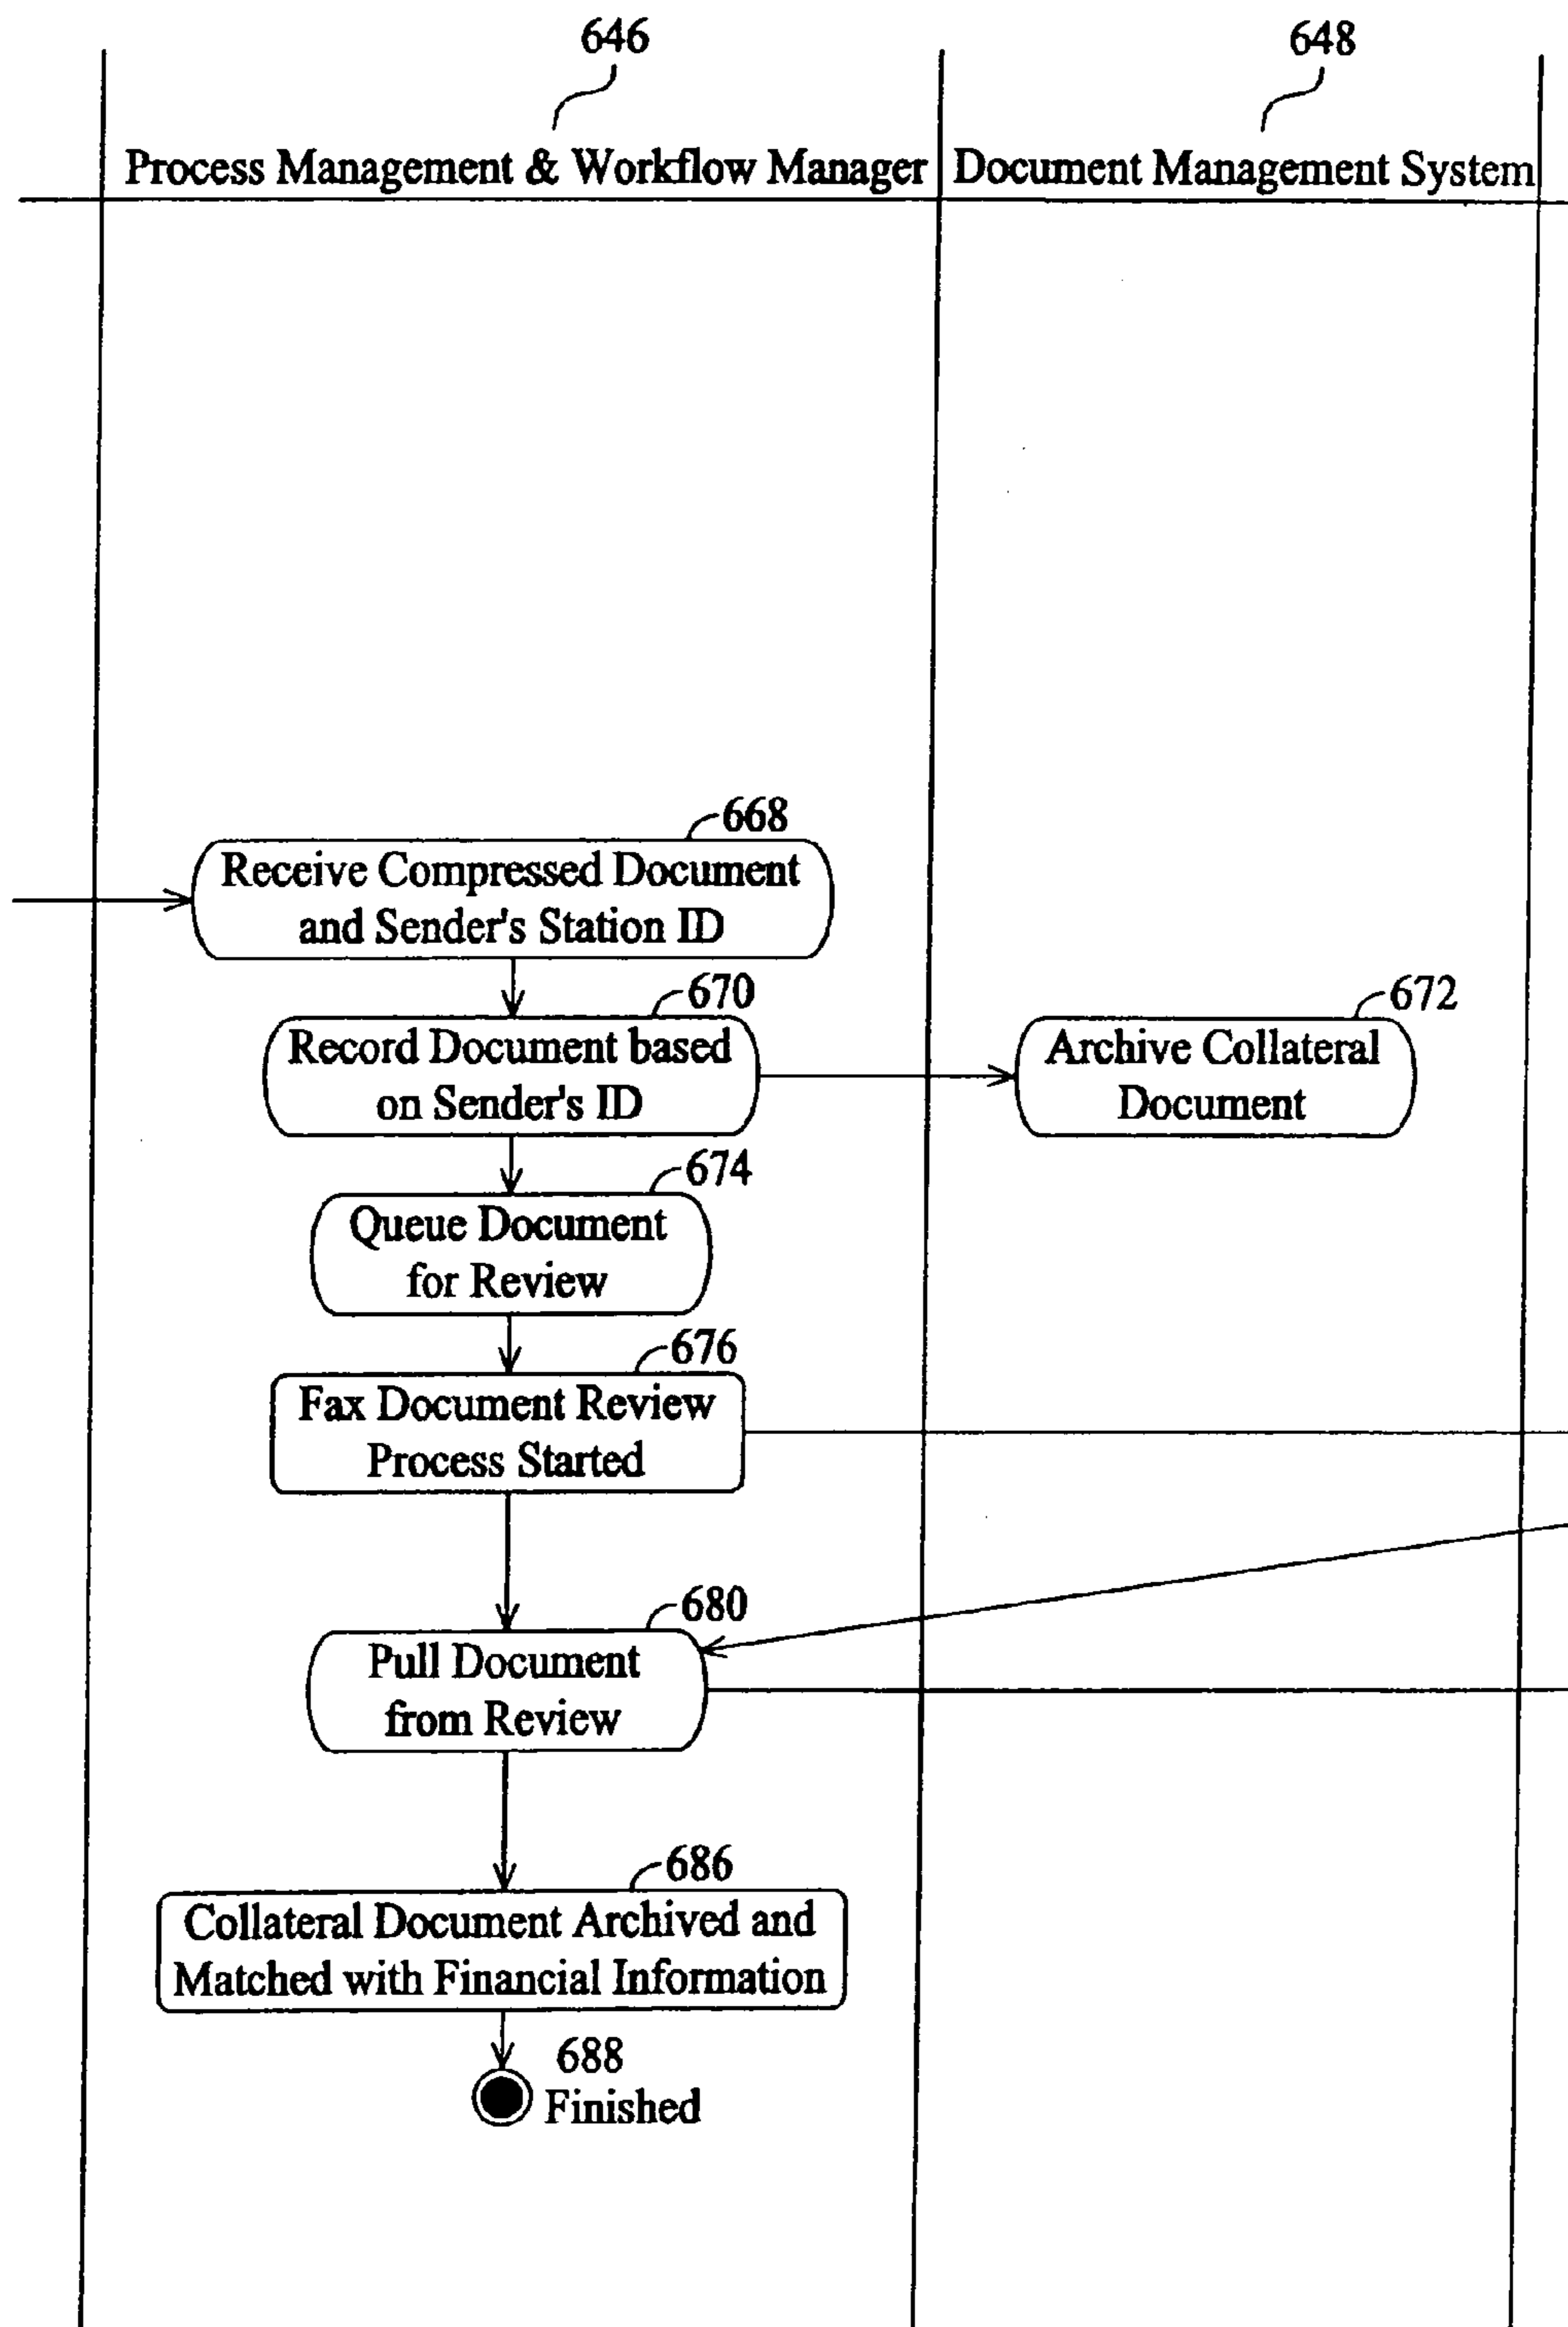 646
648
Process Management & Workflow Manager
Document Management System
668
Receive Compressed Document
and Sender's Station ID
670
Record Document based
on Sender's ID
672
Archive Collateral
Document
674
Queue Document
for Review
676
Fax Document Review
Process Started
680
Pull Document
from Review
686
Collateral Document Archived and
Matched with Financial Information
688
Finished